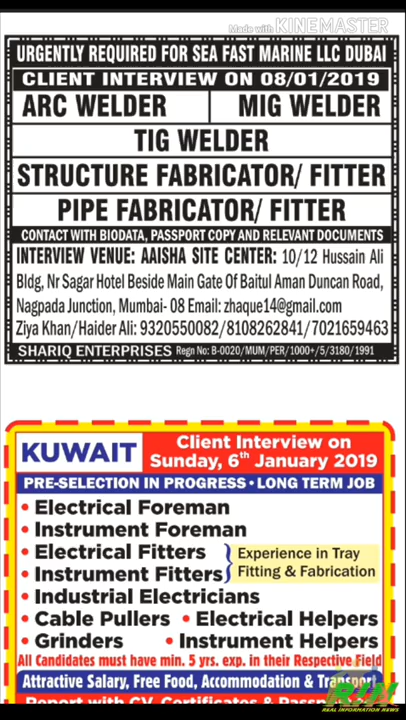 Made with KINEMASTER
URGENTLY REQUIRED FOR SEA FAST MARINE LLC DUBAI
CLIENT INTERVIEW ON 08/01/2019
ARC WELDER MIG WELDER
TIG WELDER
STRUCTURE FABRICATOR/ FITTER
PIPE FABRICATOR/ FITTER
CONTACT WITH BIODATA, PASSPORT COPY AND RELEVANT DOCUMENTS
INTERVIEW VENUE: AAISHA SITE CENTER: 10/12 Hussain Ali
Bldg, Nr Sagar Hotel Beside Main Gate Of Baitul Aman Duncan Road,
Nagpada Junction, Mumbai- 08 Email: zhaque14@gmail.com
Ziya Khan/Haider Ali: 9320550082/8108262841/7021659463
SHARIQ ENTERPRISES Regn No: B-0020/MUM/PER/1000+/5/3180/1991
KUWAIT
Client Interview on
Sunday, 6th January 2019
PRE-SELECTION IN PROGRESS • LONG TERM JOB
• Electrical Foreman
• Instrument Foreman
• Electrical Fitters
• Instrument Fitters
Experience in Tray
Fitting & Fabrication
• Industrial Electricians
• Cable Pullers • Electrical Helpers
• Grinders • Instrument Helpers
All Candidates must have min. 5 yrs. exp. in their Respective Field
Attractive Salary, Free Food, Accommodation & Transport
Report with CV, Certificates &
REAL INFORMATION NEWS